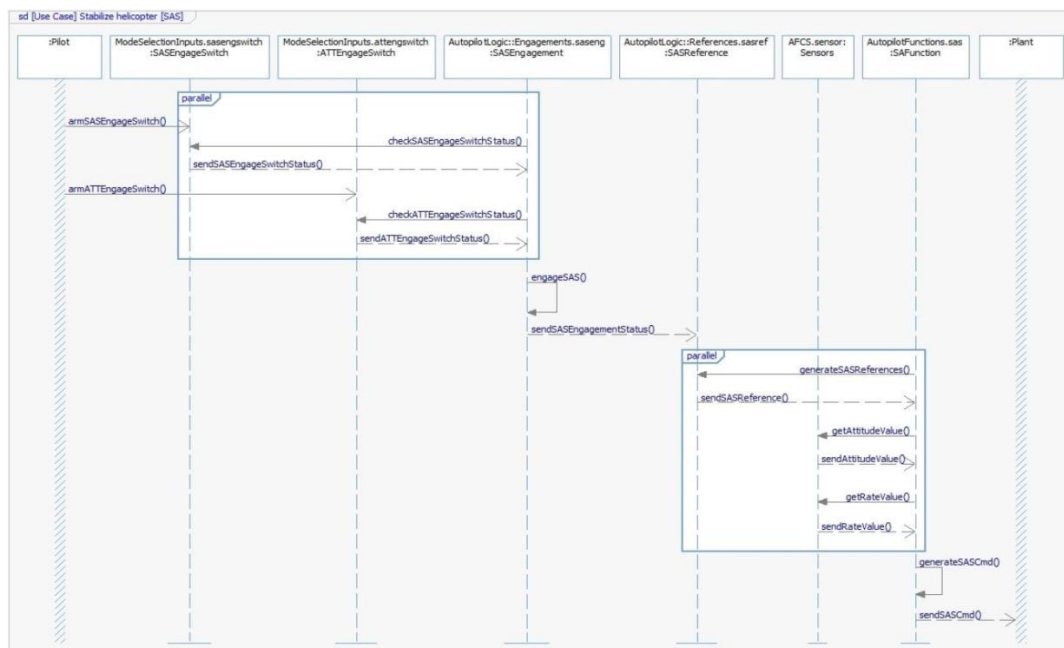 sd [Use Case] Stabilize helicopter [SAS]
:Pilot
ModeSelectionInputs.sasengswitch
:SASEngageSwitch
ModeSelectionInputs.attengswitch
:ATTEngageSwitch
AutopilotLogic::Engagements.saseng
:SASEngagement
AutopilotLogic::References.sasref
:SASReference
AFCS.sensor:
Sensors
AutopilotFunctions.sas
:SAFunction
:Plant
parallel
armSASEngageSwitch()
checkSASEngageSwitchStatus()
sendSASEngageSwitchStatus()
armATTEngageSwitch()
checkATTEngageSwitchStatus()
sendATTEngageSwitchStatus()
engageSAS()
sendSASEngagementStatus()
parallel
generateSASReferences()
sendSASReference()
getAttitudeValue()
sendAttitudeValue()
getRateValue()
sendRateValue()
generateSASCmd()
sendSASCmd()